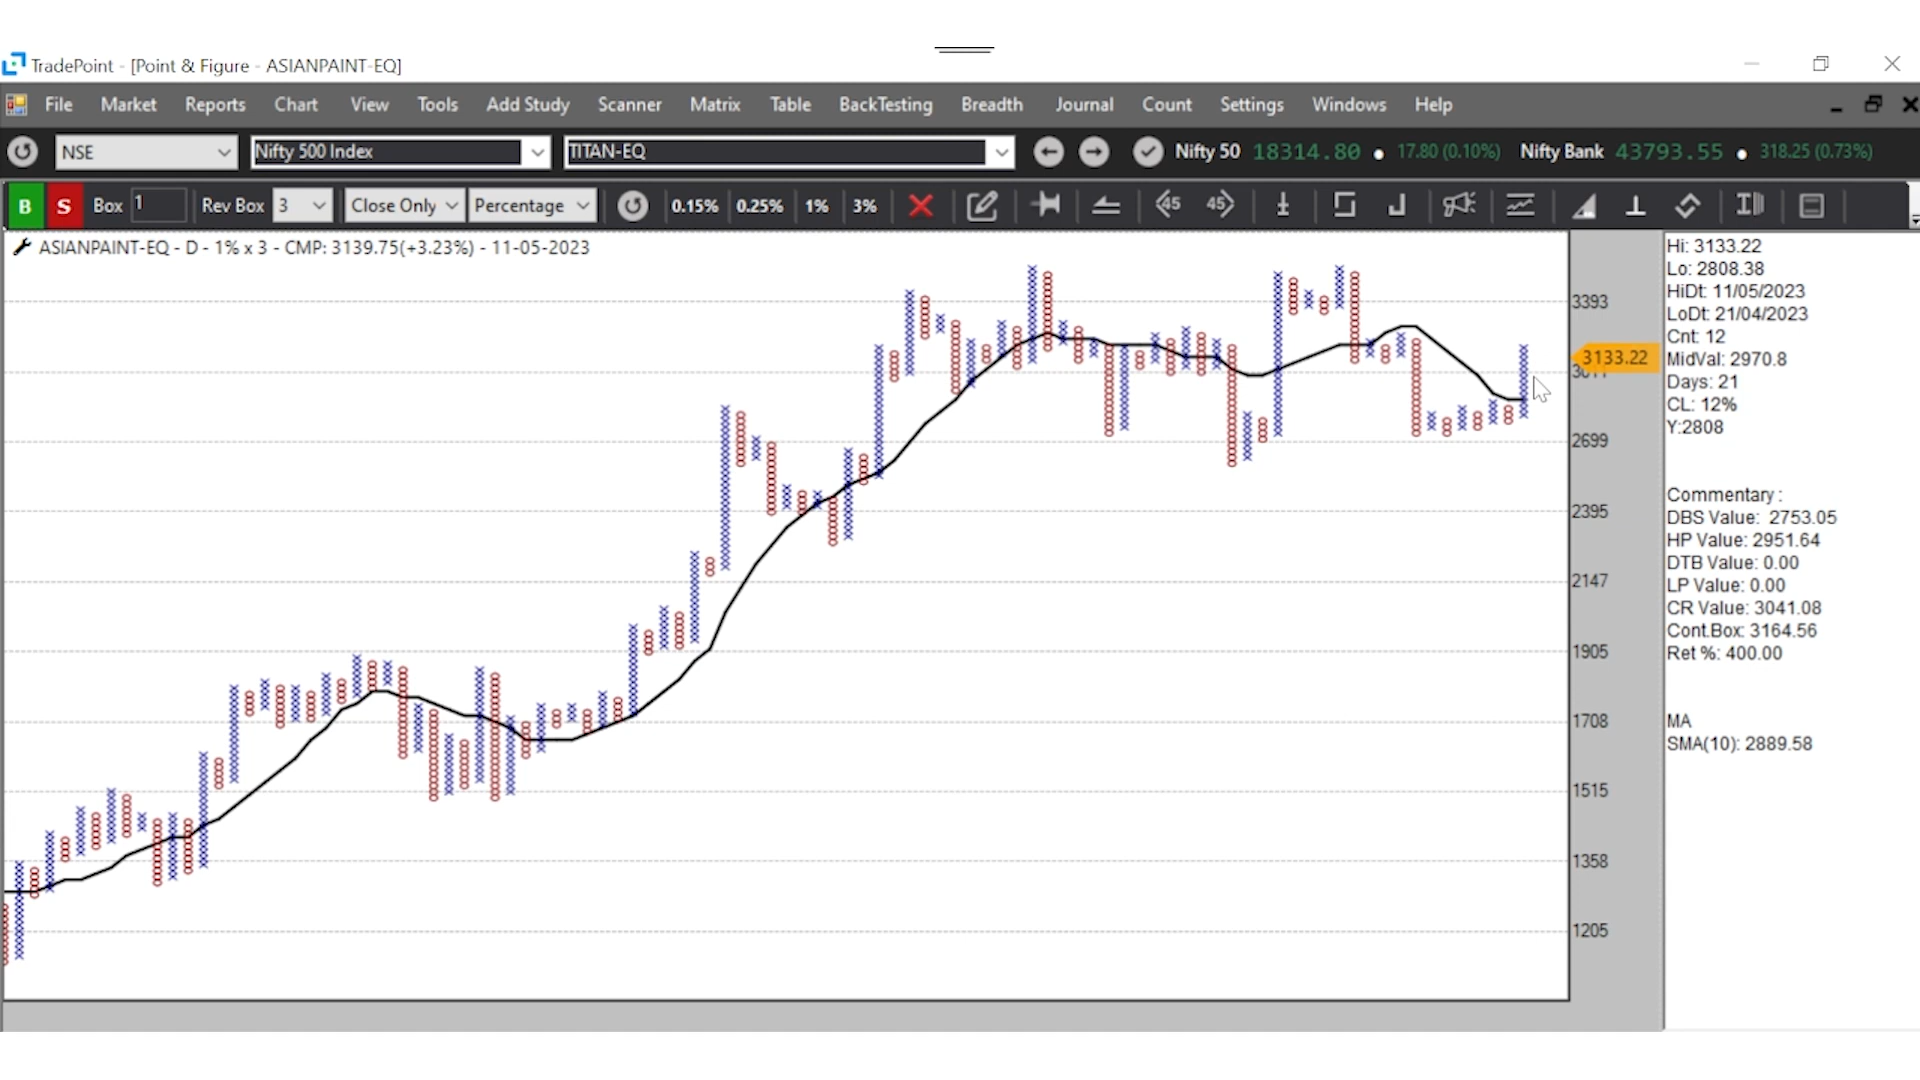 TradePoint - [Point & Figure - ASIANPAINT-EQ]
File Market Reports Chart View Tools Add Study Scanner Matrix Table BackTesting Breadth Journal Count Settings Windows Help
NSE Nifty 500 Index TITAN-EQ Nifty 50 18314.80 17.80 (0.10%) Nifty Bank 43793.55 318.25 (0.73%)
B S Box 1 Rev Box 3 Close Only Percentage 0.15% 0.25% 1% 3% 45 45
ASIANPAINT-EQ - D - 1% x 3 - CMP: 3139.75(+3.23%) - 11-05-2023
3393
3133.22
2699
2395
2147
1905
1708
1515
1358
1205
Hi: 3133.22
Lo: 2808.38
HiDt: 11/05/2023
LoDt: 21/04/2023
Cnt: 12
MidVal: 2970.8
Days: 21
CL: 12%
Y:2808
Commentary :
DBS Value: 2753.05
HP Value: 2951.64
DTB Value: 0.00
LP Value: 0.00
CR Value: 3041.08
Cont.Box: 3164.56
Ret %: 400.00
MA
SMA(10): 2889.58